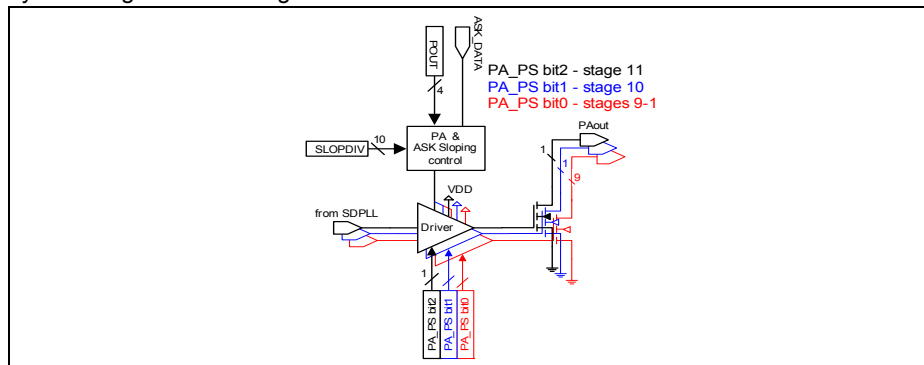 POUT
ASK_DATA
4
PA_PS bit2 - stage 11
PA_PS bit1 - stage 10
PA_PS bit0 - stages 9-1
SLOPDIV
10
PA &
ASK Sloping
control
PAout
1
1
9
VDD
from SDPLL
Driver
1
PA_PS bit2
PA_PS bit1
PA_PS bit0